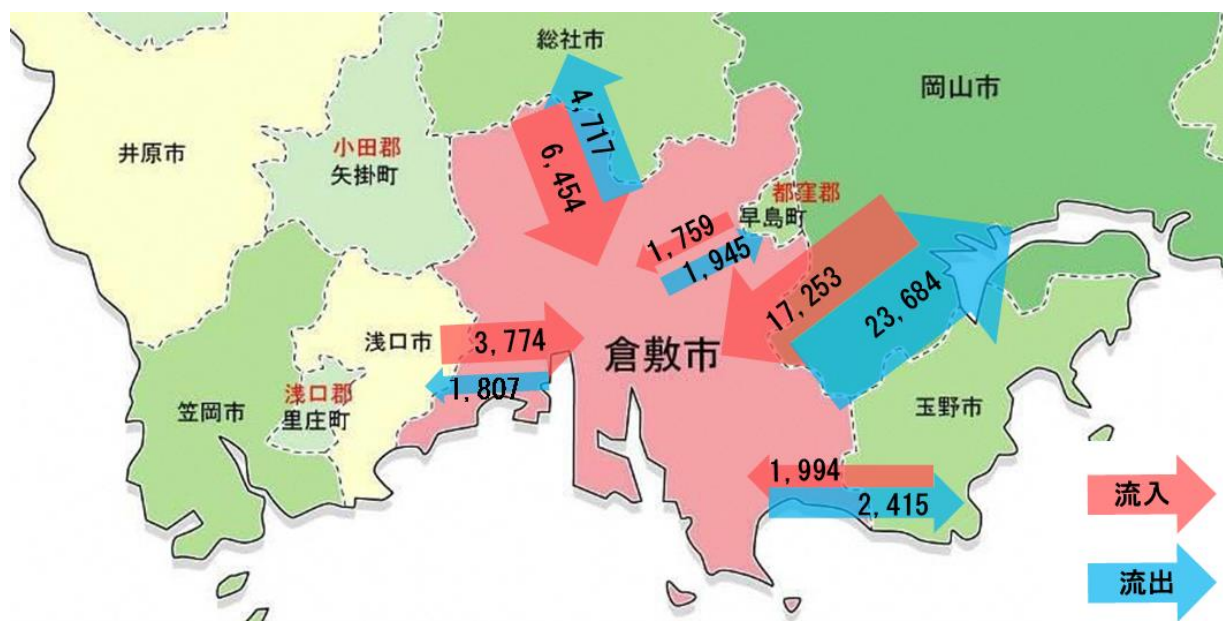 総社市
岡山市
4,717
井原市
小田郡
矢掛町
6,454
都窪郡
早島町
1,759
1,945
17,253
23,684
浅口市
3,774
倉敷市
1,807
浅口郡
里庄町
笠岡市
玉野市
1,994
2,415
流入
流出